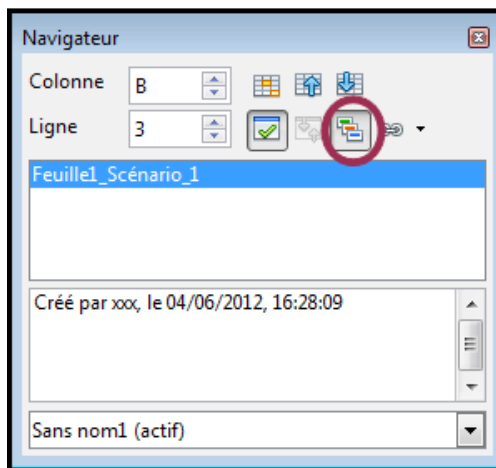 Navigateur
Colonne B
Ligne 3
Feuille1_Scénario_1
Créé par xxx, le 04/06/2012, 16:28:09
Sans nom1 (actif)